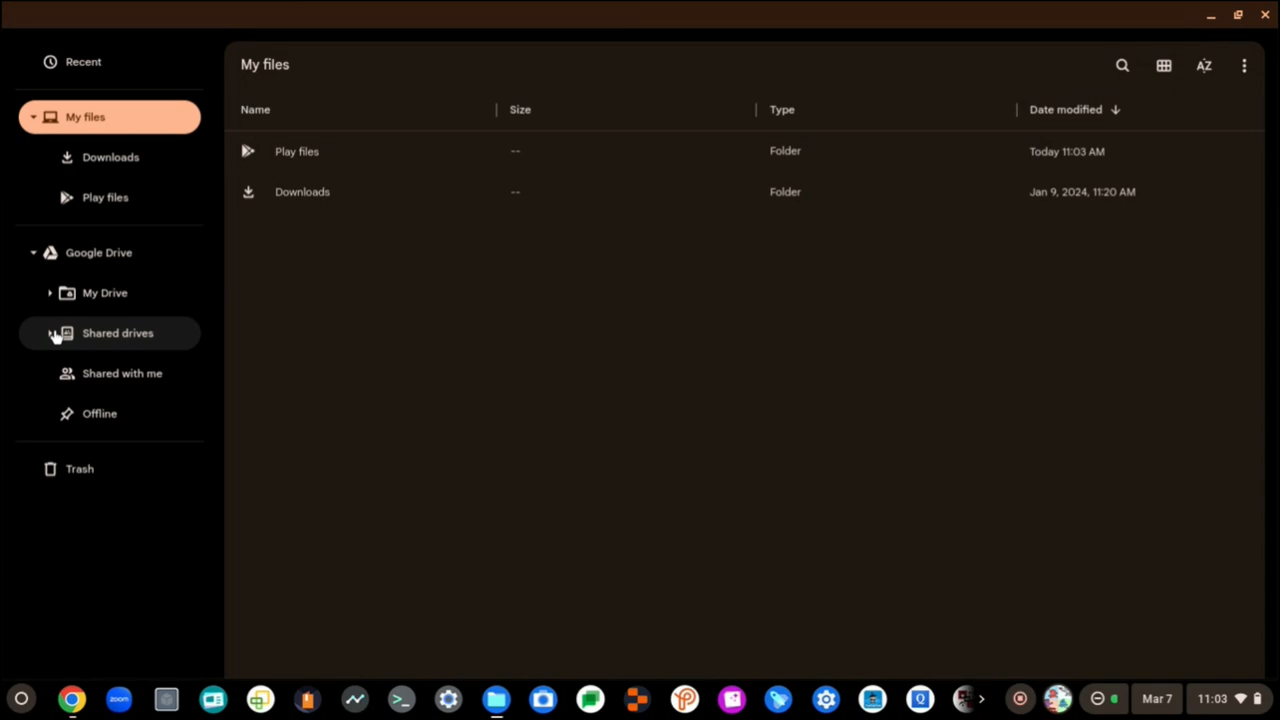 Recent
My files
Downloads
Play files
Google Drive
My Drive
Shared drives
Shared with me
Offline
Trash
My files
AZ
Name Size Type Date modified
Play files -- Folder Today 11:03 AM
Downloads -- Folder Jan 9, 2024, 11:20 AM
zoom
Q
Mar 7
11:03